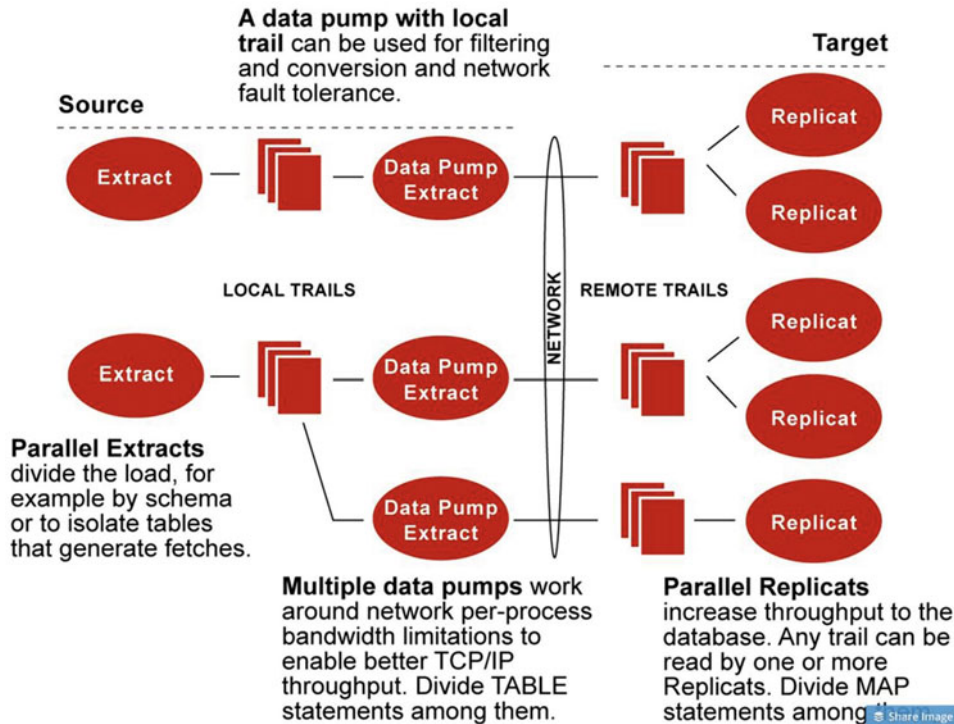 A data pump with local
trail can be used for filtering
and conversion and network
fault tolerance.
Target
Source
Replicat
Extract
Data Pump
Extract
Replicat
LOCAL TRAILS
NETWORK
REMOTE TRAILS
Replicat
Extract
Data Pump
Extract
Replicat
Parallel Extracts
divide the load, for
example by schema
or to isolate tables
that generate fetches.
Data Pump
Extract
Replicat
Multiple data pumps work
around network per-process
bandwidth limitations to
enable better TCP/IP
throughput. Divide TABLE
statements among them.
Parallel Replicats
increase throughput to the
database. Any trail can be
read by one or more
Replicats. Divide MAP
statements among
Share Image